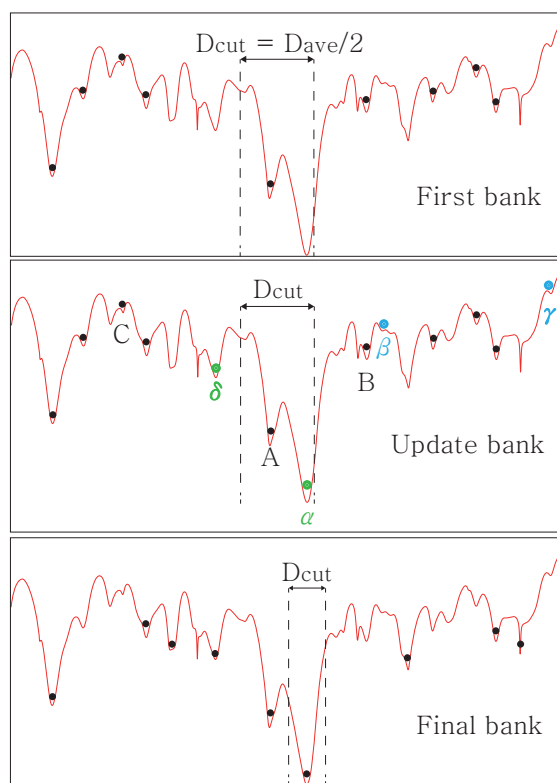 Dcut = Dave/2
First bank
Dcut
C
γ
β
B
δ
A
Update bank
α
Dcut
Final bank